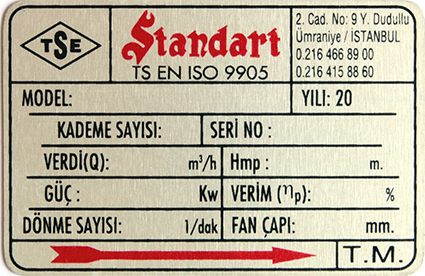 TSE
Standart
TS EN ISO 9905
2. Cad. No: 9 Y. Dudullu
Ümraniye / İSTANBUL
0.216 466 89 00
0.216 415 88 60
MODEL: YILI: 20
KADEME SAYISI: SERİ NO :
VERDİ(Q): m³/h Hmp : m.
GÜÇ : Kw VERİM (ηp): %
DÖNME SAYISI: 1/dak FAN ÇAPI: mm.
T.M.